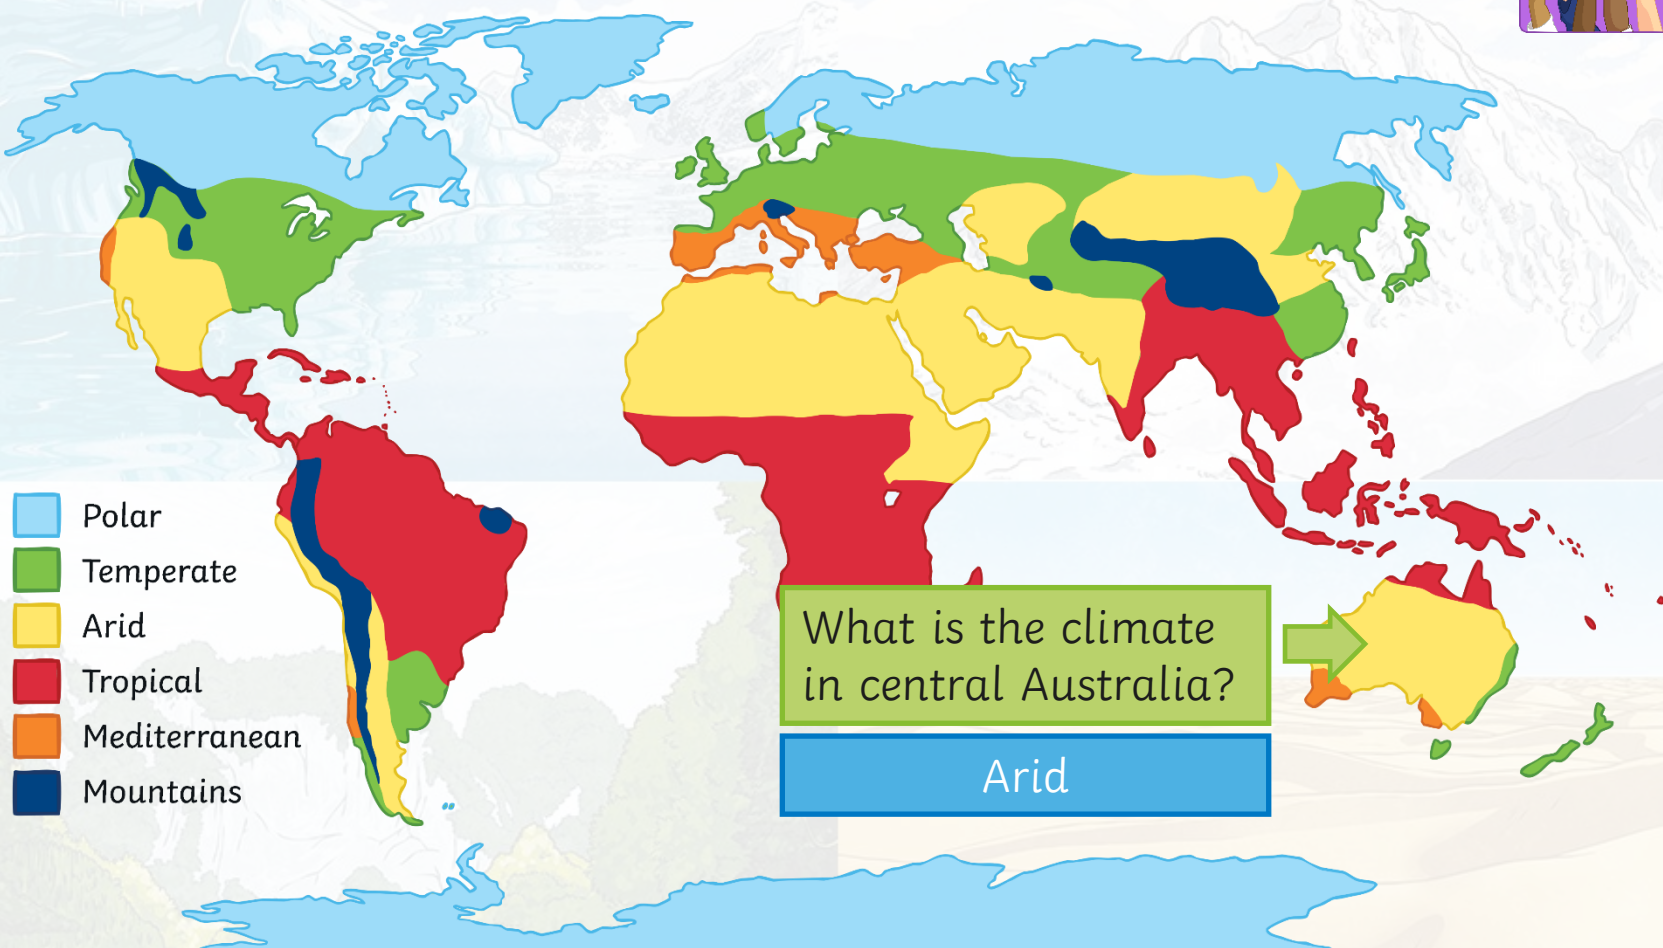 Polar
Temperate
Arid
Tropical
Mediterranean
Mountains
What is the climate
in central Australia?
Arid